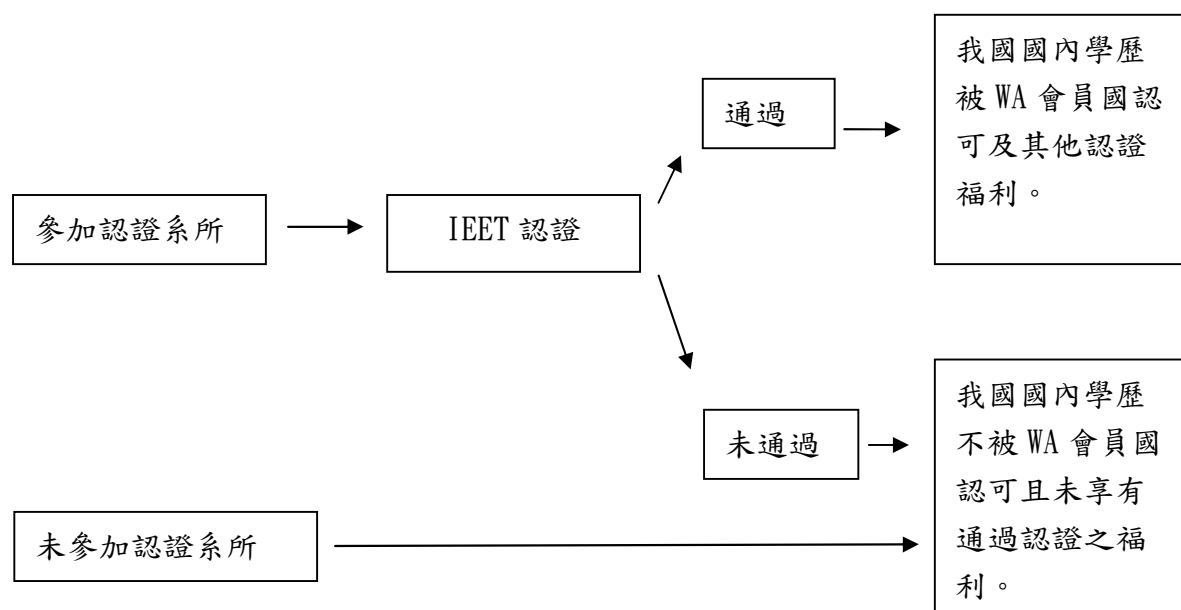 參加認證系所
IEET 認證
通過
我國國內學歷
被 WA 會員國認
可及其他認證
福利。
未通過
我國國內學歷
不被 WA 會員國
認可且未享有
通過認證之福
利。
未參加認證系所